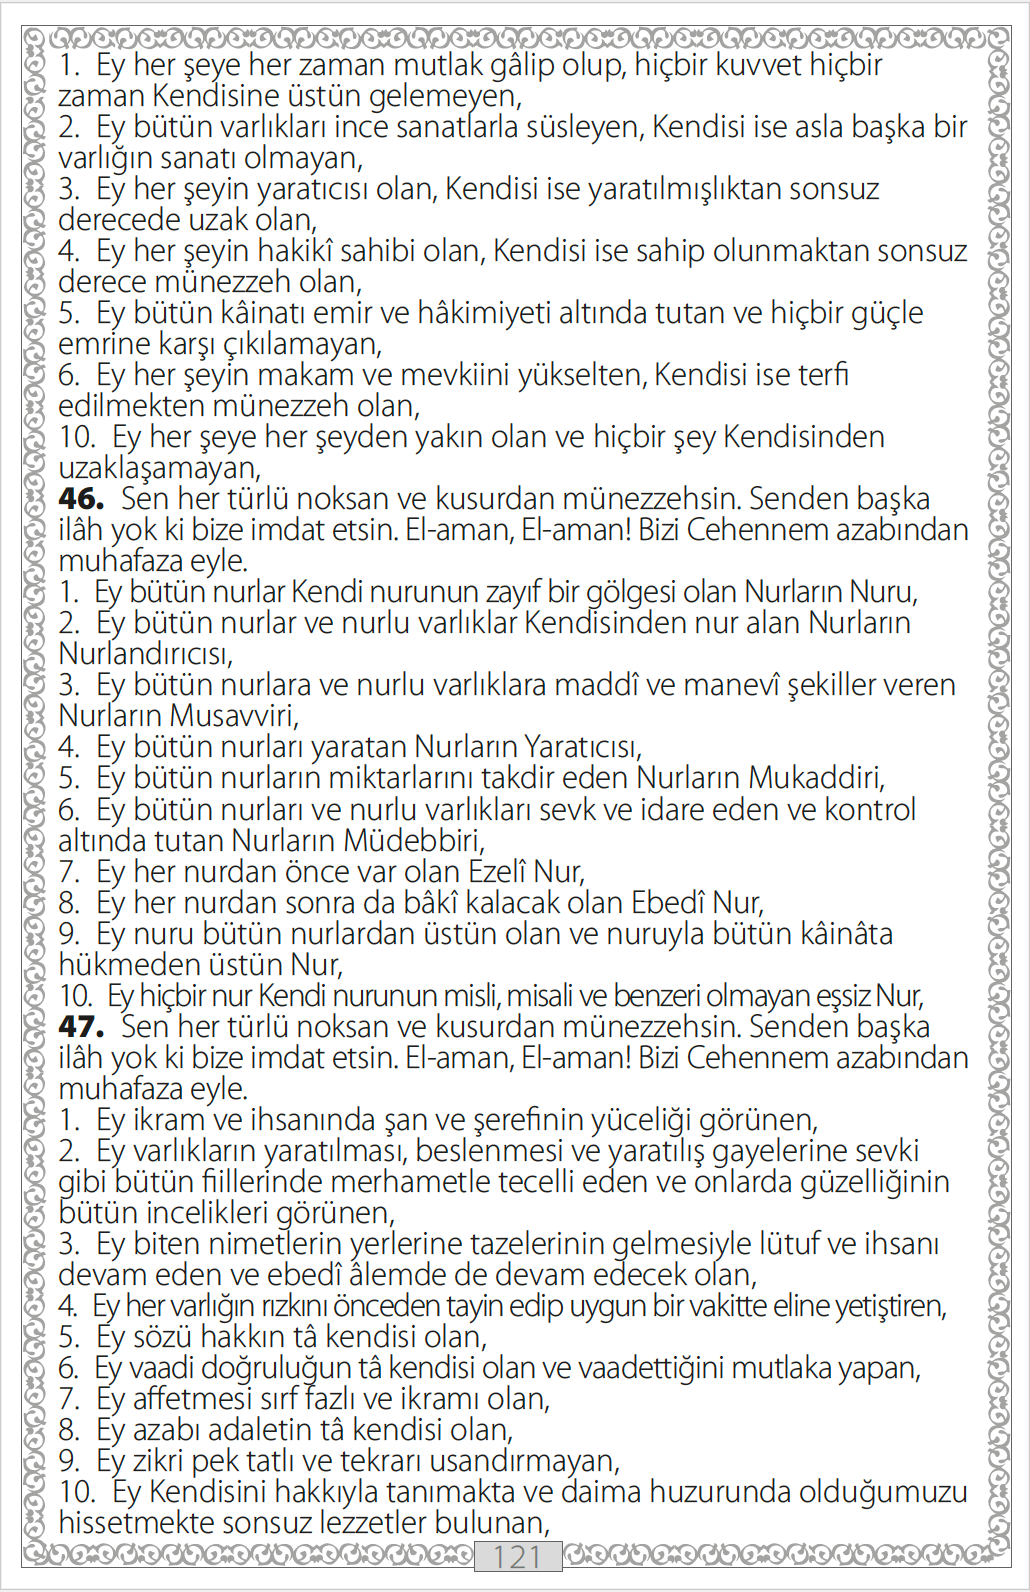 1. Ey her şeye her zaman mutlak gâlip olup, hiçbir kuvvet hiçbir
zaman Kendisine üstün gelemeyen,
2. Ey bütün varlıkları ince sanatlarla süsleyen, Kendisi ise asla başka bir
varlığın sanatı olmayan,
3. Ey her şeyin yaratıcısı olan, Kendisi ise yaratılmışlıktan sonsuz
derecede uzak olan,
4. Ey her şeyin hakikî sahibi olan, Kendisi ise sahip olunmaktan sonsuz
derece münezzeh olan,
5. Ey bütün kâinatı emir ve hâkimiyeti altında tutan ve hiçbir güçle
emrine karşı çıkılamayan,
6. Ey her şeyin makam ve mevkiini yükselten, Kendisi ise terfi
edilmekten münezzeh olan,
10. Ey her şeye her şeyden yakın olan ve hiçbir şey Kendisinden
uzaklaşamayan,
46. Sen her türlü noksan ve kusurdan münezzehsin. Senden başka
ilâh yok ki bize imdat etsin. El-aman, El-aman! Bizi Cehennem azabından
muhafaza eyle.
1. Ey bütün nurlar Kendi nurunun zayıf bir gölgesi olan Nurların Nuru,
2. Ey bütün nurlar ve nurlu varlıklar Kendisinden nur alan Nurların
Nurlandırıcısı,
3. Ey bütün nurlara ve nurlu varlıklara maddî ve manevî şekiller veren
Nurların Musavviri,
4. Ey bütün nurları yaratan Nurların Yaratıcısı,
5. Ey bütün nurların miktarlarını takdir eden Nurların Mukaddiri,
6. Ey bütün nurları ve nurlu varlıkları sevk ve idare eden ve kontrol
altında tutan Nurların Müdebbiri,
7. Ey her nurdan önce var olan Ezelî Nur,
8. Ey her nurdan sonra da bâkî kalacak olan Ebedî Nur,
9. Ey nuru bütün nurlardan üstün olan ve nuruyla bütün kâinâta
hükmeden üstün Nur,
10. Ey hiçbir nur Kendi nurunun misli, misali ve benzeri olmayan eşsiz Nur,
47. Sen her türlü noksan ve kusurdan münezzehsin. Senden başka
ilâh yok ki bize imdat etsin. El-aman, El-aman! Bizi Cehennem azabından
muhafaza eyle.
1. Ey ikram ve ihsanında şan ve şerefinin yüceliği görünen,
2. Ey varlıkların yaratılması, beslenmesi ve yaratılış gayelerine sevki
gibi bütün fiillerinde merhametle tecelli eden ve onlarda güzelliğinin
bütün incelikleri görünen,
3. Ey biten nimetlerin yerlerine tazelerinin gelmesiyle lütuf ve ihsanı
devam eden ve ebedî âlemde de devam edecek olan,
4. Ey her varlığın rızkını önceden tayin edip uygun bir vakitte eline yetiştiren,
5. Ey sözü hakkın tâ kendisi olan,
6. Ey vaadi doğruluğun tâ kendisi olan ve vaadettiğini mutlaka yapan,
7. Ey affetmesi sırf fazlı ve ikramı olan,
8. Ey azabı adaletin tâ kendisi olan,
9. Ey zikri pek tatlı ve tekrarı usandırmayan,
10. Ey Kendisini hakkıyla tanımakta ve daima huzurunda olduğumuzu
hissetmekte sonsuz lezzetler bulunan,
121